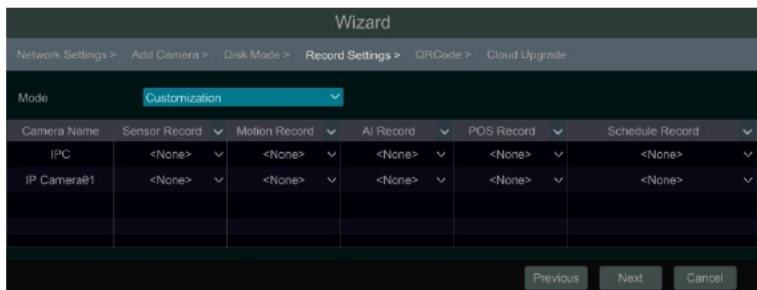 Wizard
Network Settings > Add Camera > Disk Mode > Record Settings > QRCode > Cloud Upgrade
Mode Customization
Camera Name Sensor Record Motion Record AI Record POS Record Schedule Record
IPC <None> <None> <None> <None> <None>
IP Camera01 <None> <None> <None> <None> <None>
Previous Next Cancel